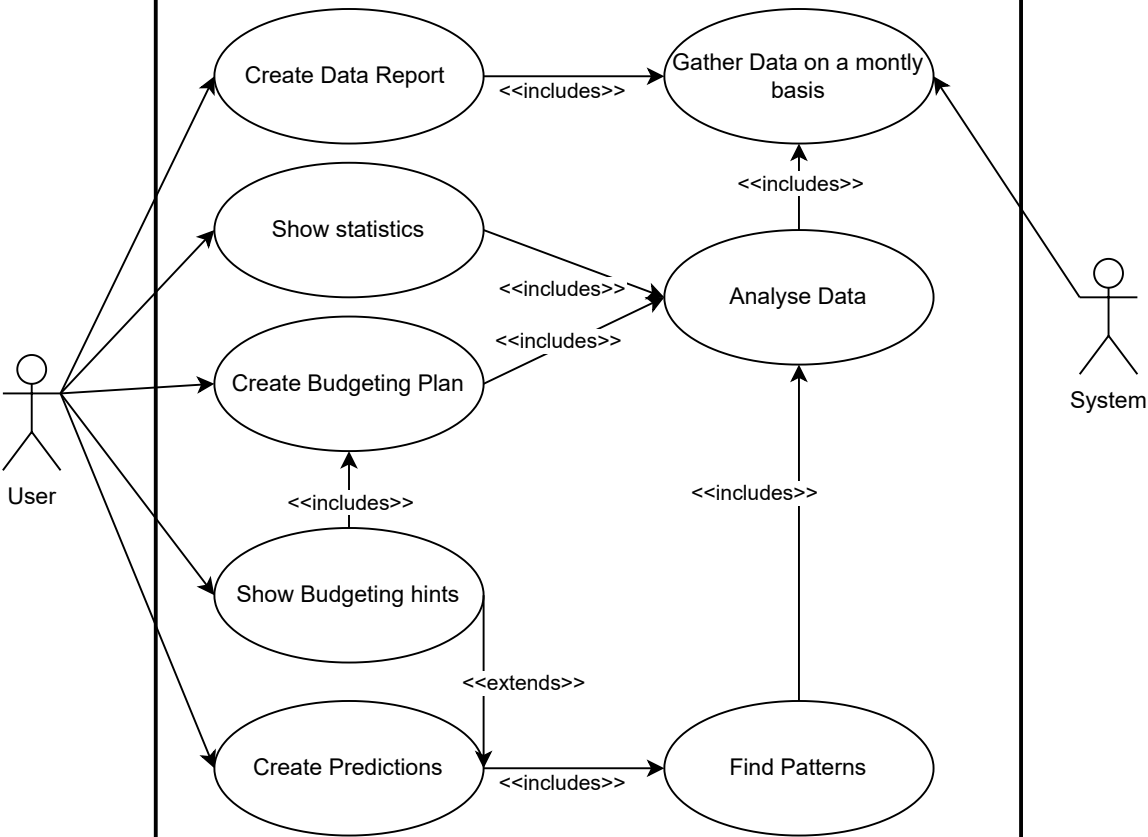 Create Data Report
<<includes>>
Gather Data on a montly
basis
<<includes>>
Show statistics
<<includes>>
Analyse Data
<<includes>>
Create Budgeting Plan
User
System
<<includes>>
<<includes>>
Show Budgeting hints
<<extends>>
Create Predictions
<<includes>>
Find Patterns